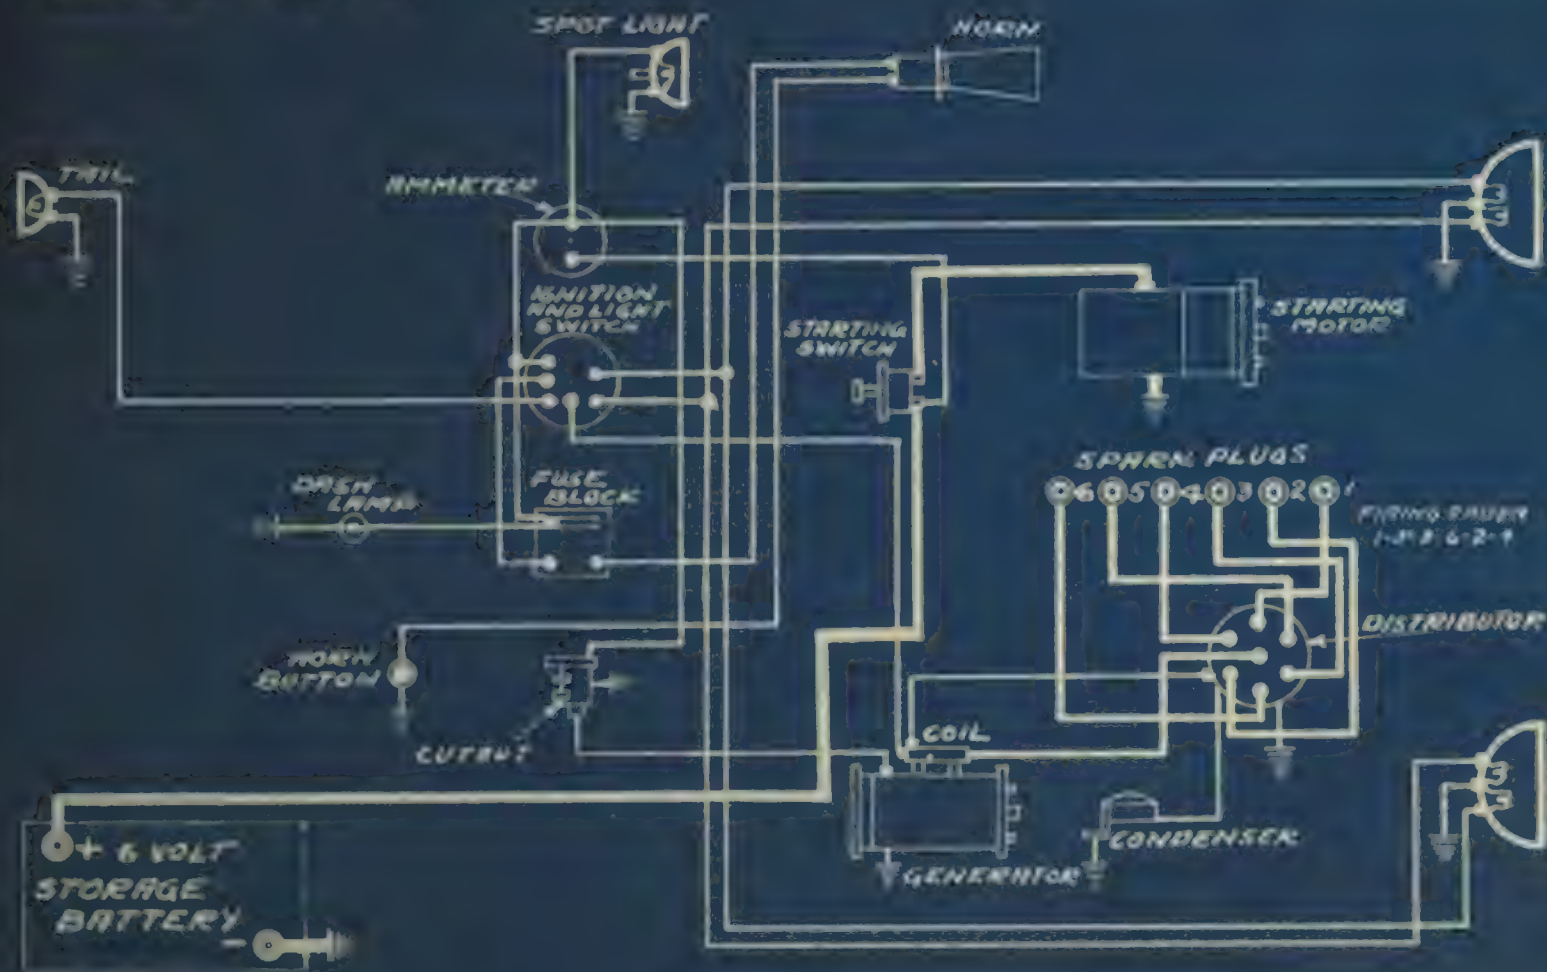 SPOT LIGHT
HORN
TAIL
AMMETER
IGNITION
AND LIGHT
SWITCH
STARTING
SWITCH
STARTING
MOTOR
SPARK PLUGS
6 5 4 3 2 1
DASH
LAMP
FUSE
BLOCK
FIRING ORDER
DISTRIBUTOR
HORN
BUTTON
CUTOUT
COIL
+ 6 VOLT
STORAGE
BATTERY
-
GENERATOR
CONDENSER